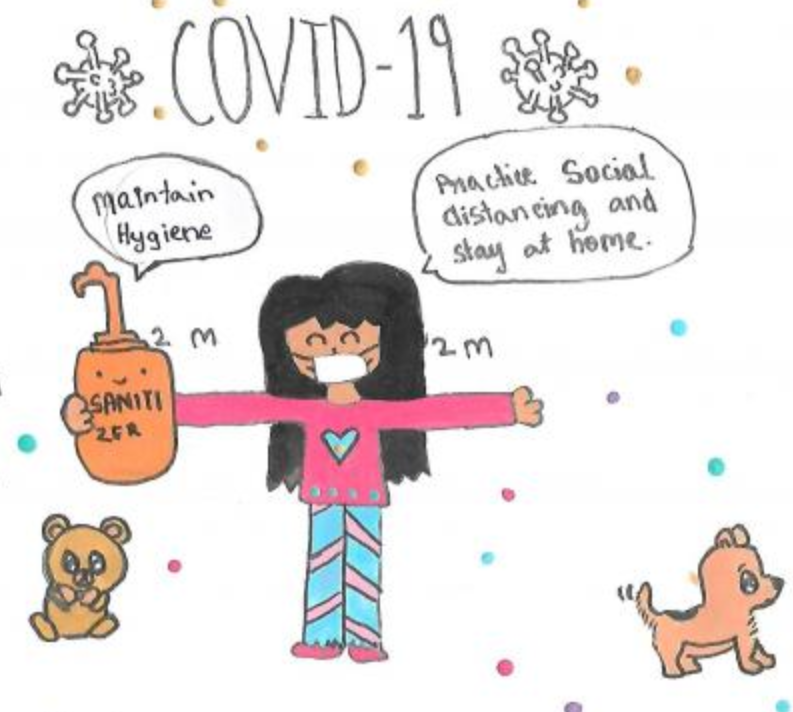 COVID-19
Maintain
Hygiene
Practice Social
distancing and
stay at home.
2 M
2 M
SANITI
ZER